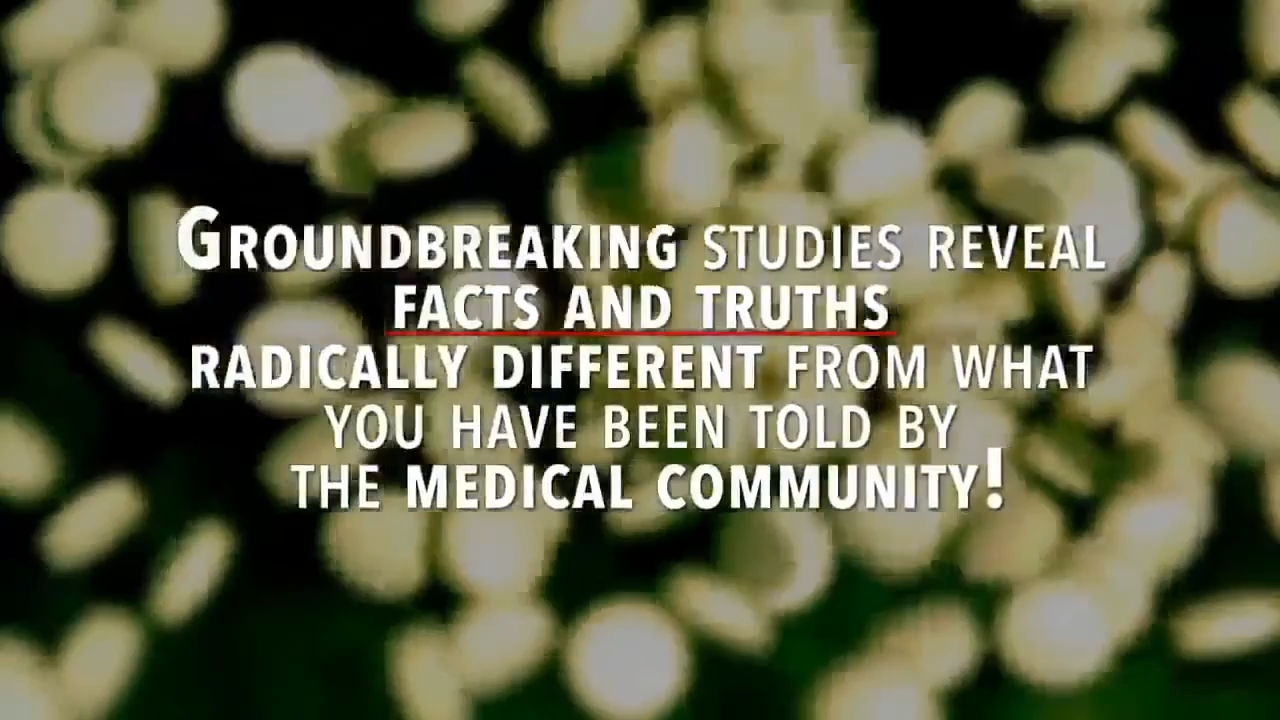 GROUNDBREAKING STUDIES REVEAL
FACTS AND TRUTHS
RADICALLY DIFFERENT FROM WHAT
YOU HAVE BEEN TOLD BY
THE MEDICAL COMMUNITY!